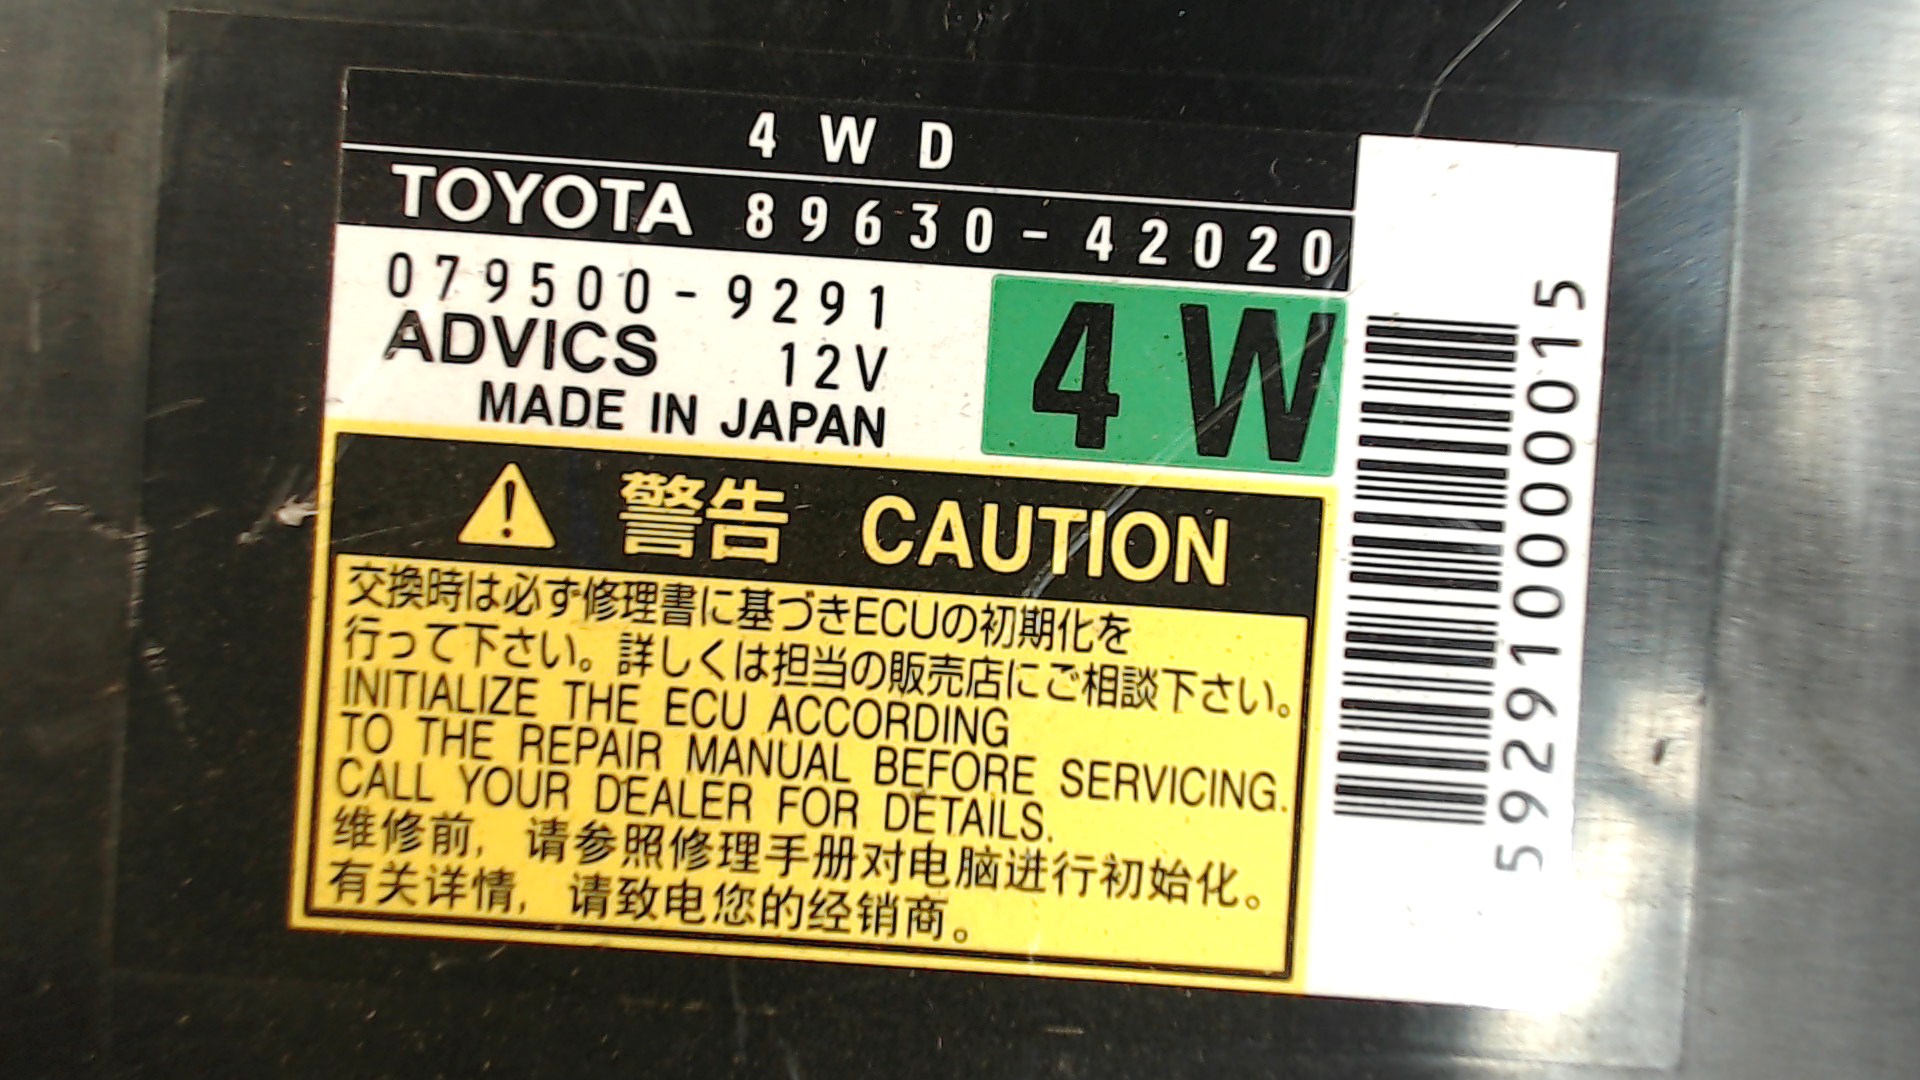 4WD
TOYOTA 89630-42020
079500-9291
ADVICS 12V
MADE IN JAPAN
4W
警告 CAUTION
交換時は必ず修理書に基づきECUの初期化を
行って下さい。詳しくは担当の販売店にご相談下さい。
INITIALIZE THE ECU ACCORDING
TO THE REPAIR MANUAL BEFORE SERVICING.
CALL YOUR DEALER FOR DETAILS.
维修前，请参照修理手册对电脑进行初始化。
有关详情，请致电您的经销商。
592910000015